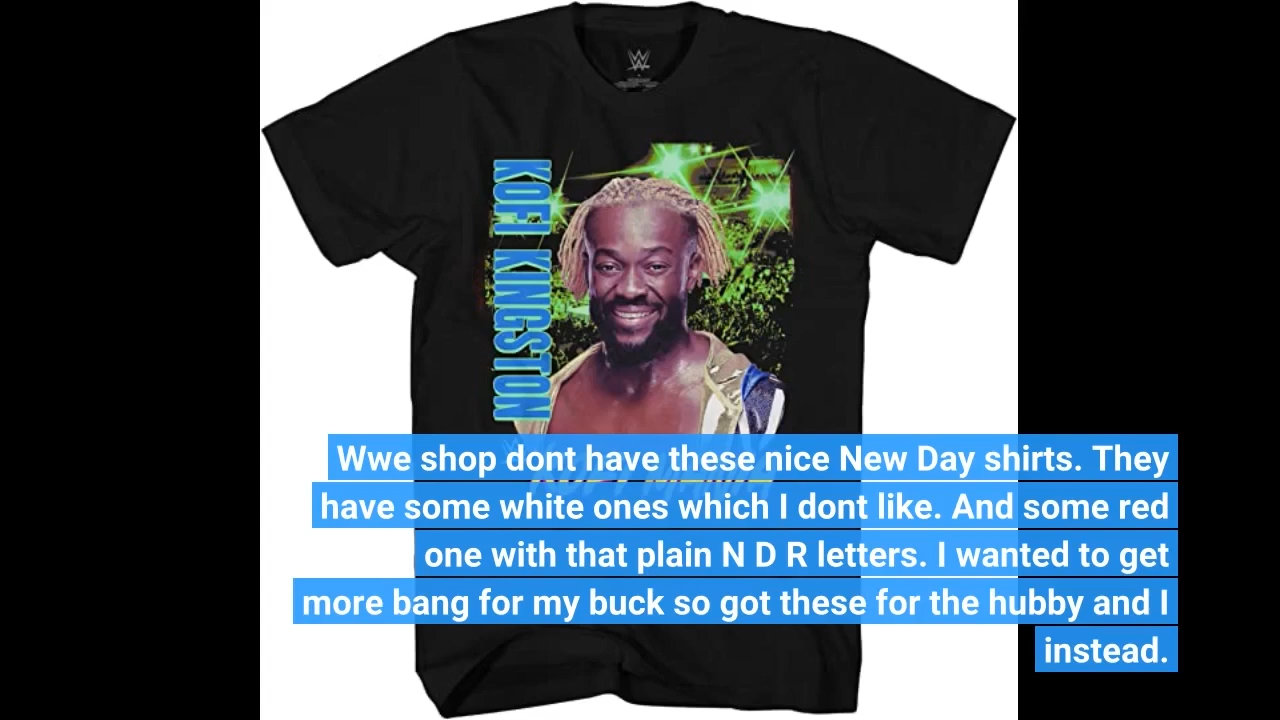 W
KOFI KINGSTON
Wwe shop dont have these nice New Day shirts. They
have some white ones which I dont like. And some red
one with that plain N D R letters. I wanted to get
more bang for my buck so got these for the hubby and I
instead.